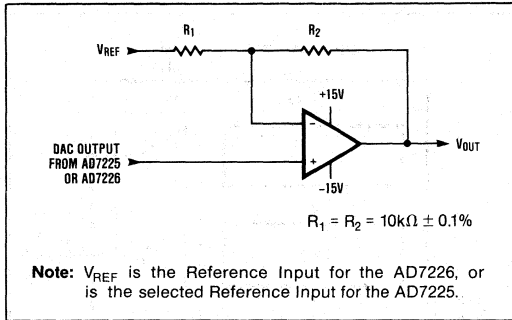 R1
R2
VREF
+15V
−
DAC OUTPUT
FROM AD7225
OR AD7226
+
VOUT
−15V
R1 = R2 = 10kΩ ± 0.1%
Note: VREF is the Reference Input for the AD7226, or
is the selected Reference Input for the AD7225.